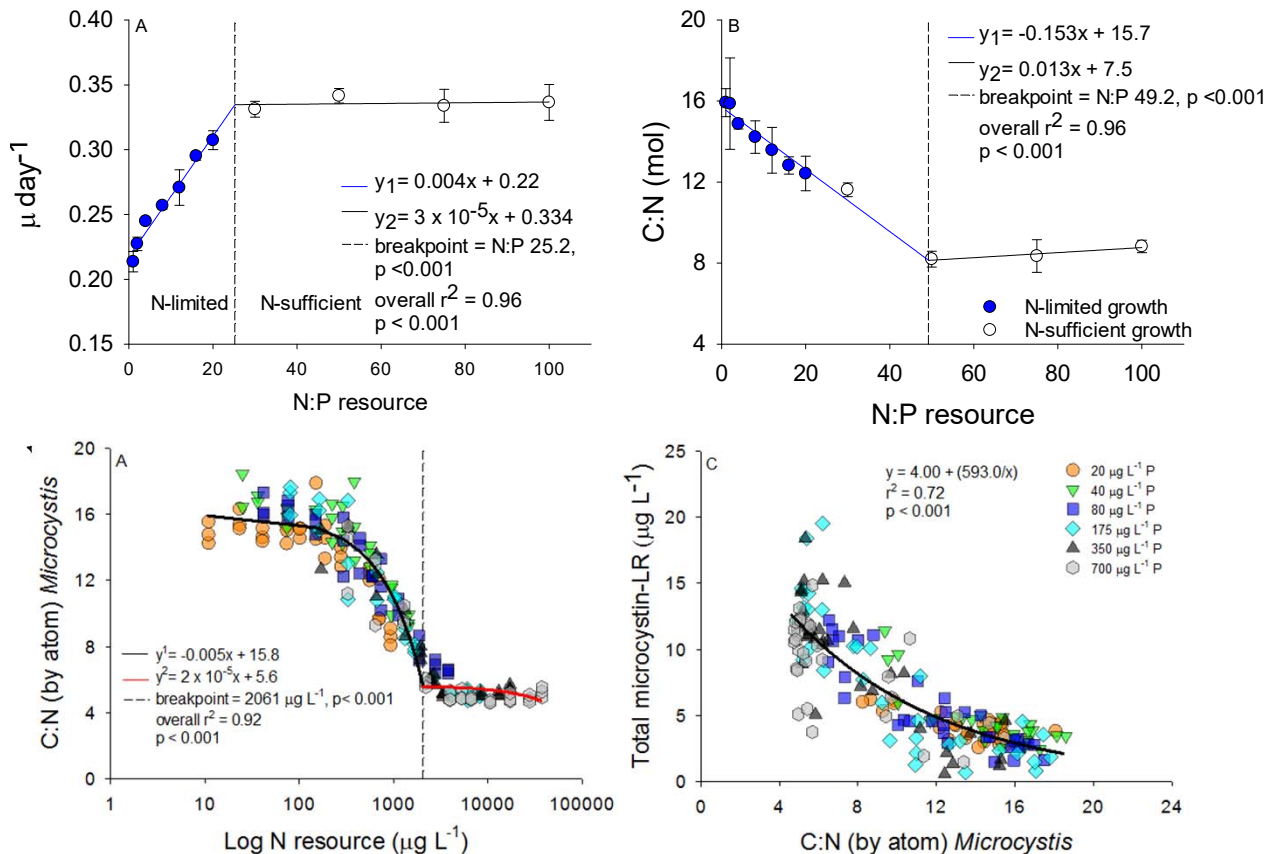 A
0.40
0.35
0.30
0.25
0.20
0.15
μ day⁻¹
y₁= 0.004x + 0.22
y₂= 3 x 10⁻⁵x + 0.334
breakpoint = N:P 25.2,
p <0.001
overall r² = 0.96
p < 0.001
N-limited
N-sufficient
0 20 40 60 80 100
N:P resource
B
20
16
12
8
4
C:N (mol)
y₁= -0.153x + 15.7
y₂= 0.013x + 7.5
breakpoint = N:P 49.2, p <0.001
overall r² = 0.96
p < 0.001
N-limited growth
N-sufficient growth
0 20 40 60 80 100
N:P resource
A
20
16
12
8
4
0
C:N (by atom) Microcystis
y¹= -0.005x + 15.8
y²= 2 x 10⁻⁵x + 5.6
breakpoint = 2061 μg L⁻¹, p< 0.001
overall r² = 0.92
p < 0.001
1 10 100 1000 10000 100000
Log N resource (μg L⁻¹)
C
25
20
15
10
5
0
Total microcystin-LR (μg L⁻¹)
y = 4.00 + (593.0/x)
r² = 0.72
p < 0.001
20 μg L⁻¹ P
40 μg L⁻¹ P
80 μg L⁻¹ P
175 μg L⁻¹ P
350 μg L⁻¹ P
700 μg L⁻¹ P
0 4 8 12 16 20 24
C:N (by atom) Microcystis